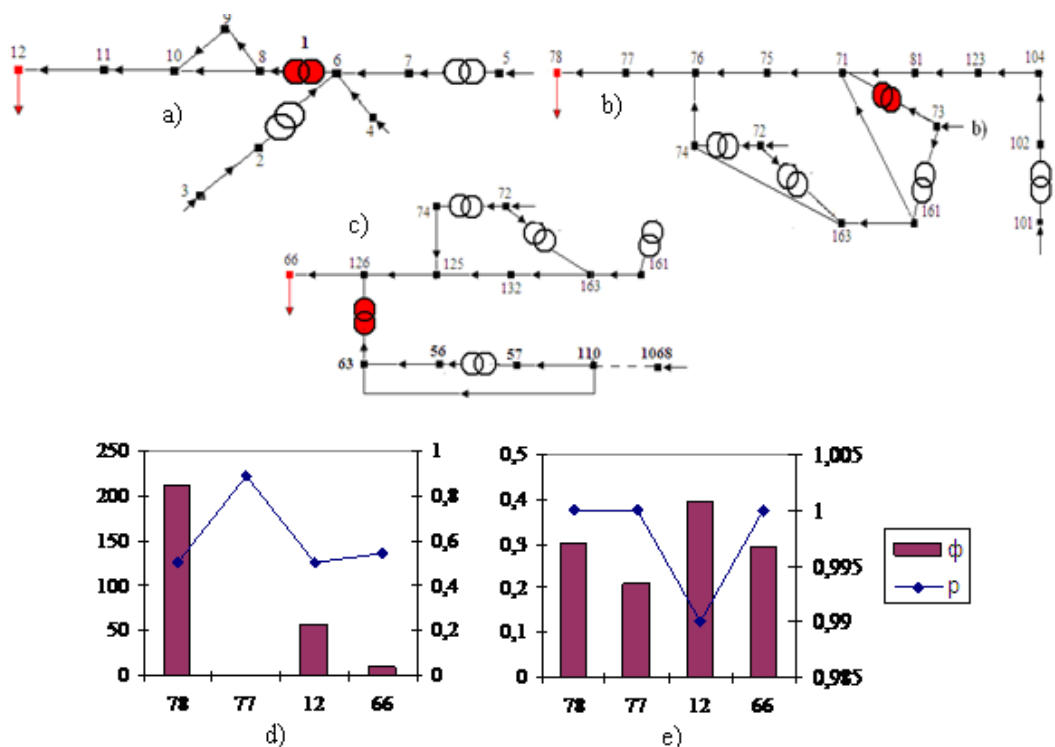 9
12 11 10 8 1 6 7 5
a)
4
2
3
78 77 76 75 71 81 123 104
b)
73
b)
72
102
74
161
163
101
c)
72
74
66 126 125 132 163 161
63 56 57 110 1068
250 1
200 0,8
150 0,6
100 0,4
50 0,2
0 0
78 77 12 66
d)
0,5 1,005
0,4 1
0,3 0,995
0,2
0,1 0,99
0 0,985
78 77 12 66
e)
ф
p